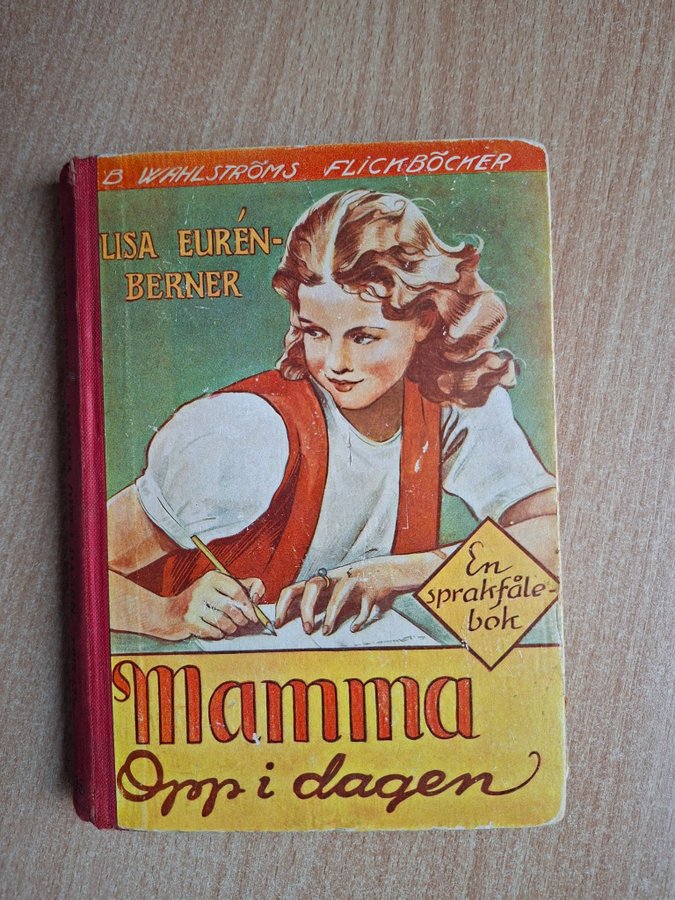 B. WAHLSTRÖMS FLICKBÖCKER
LISA EURÉN-
BERNER
En
sprakfåle-
bok
Mamma
Opp i dagen